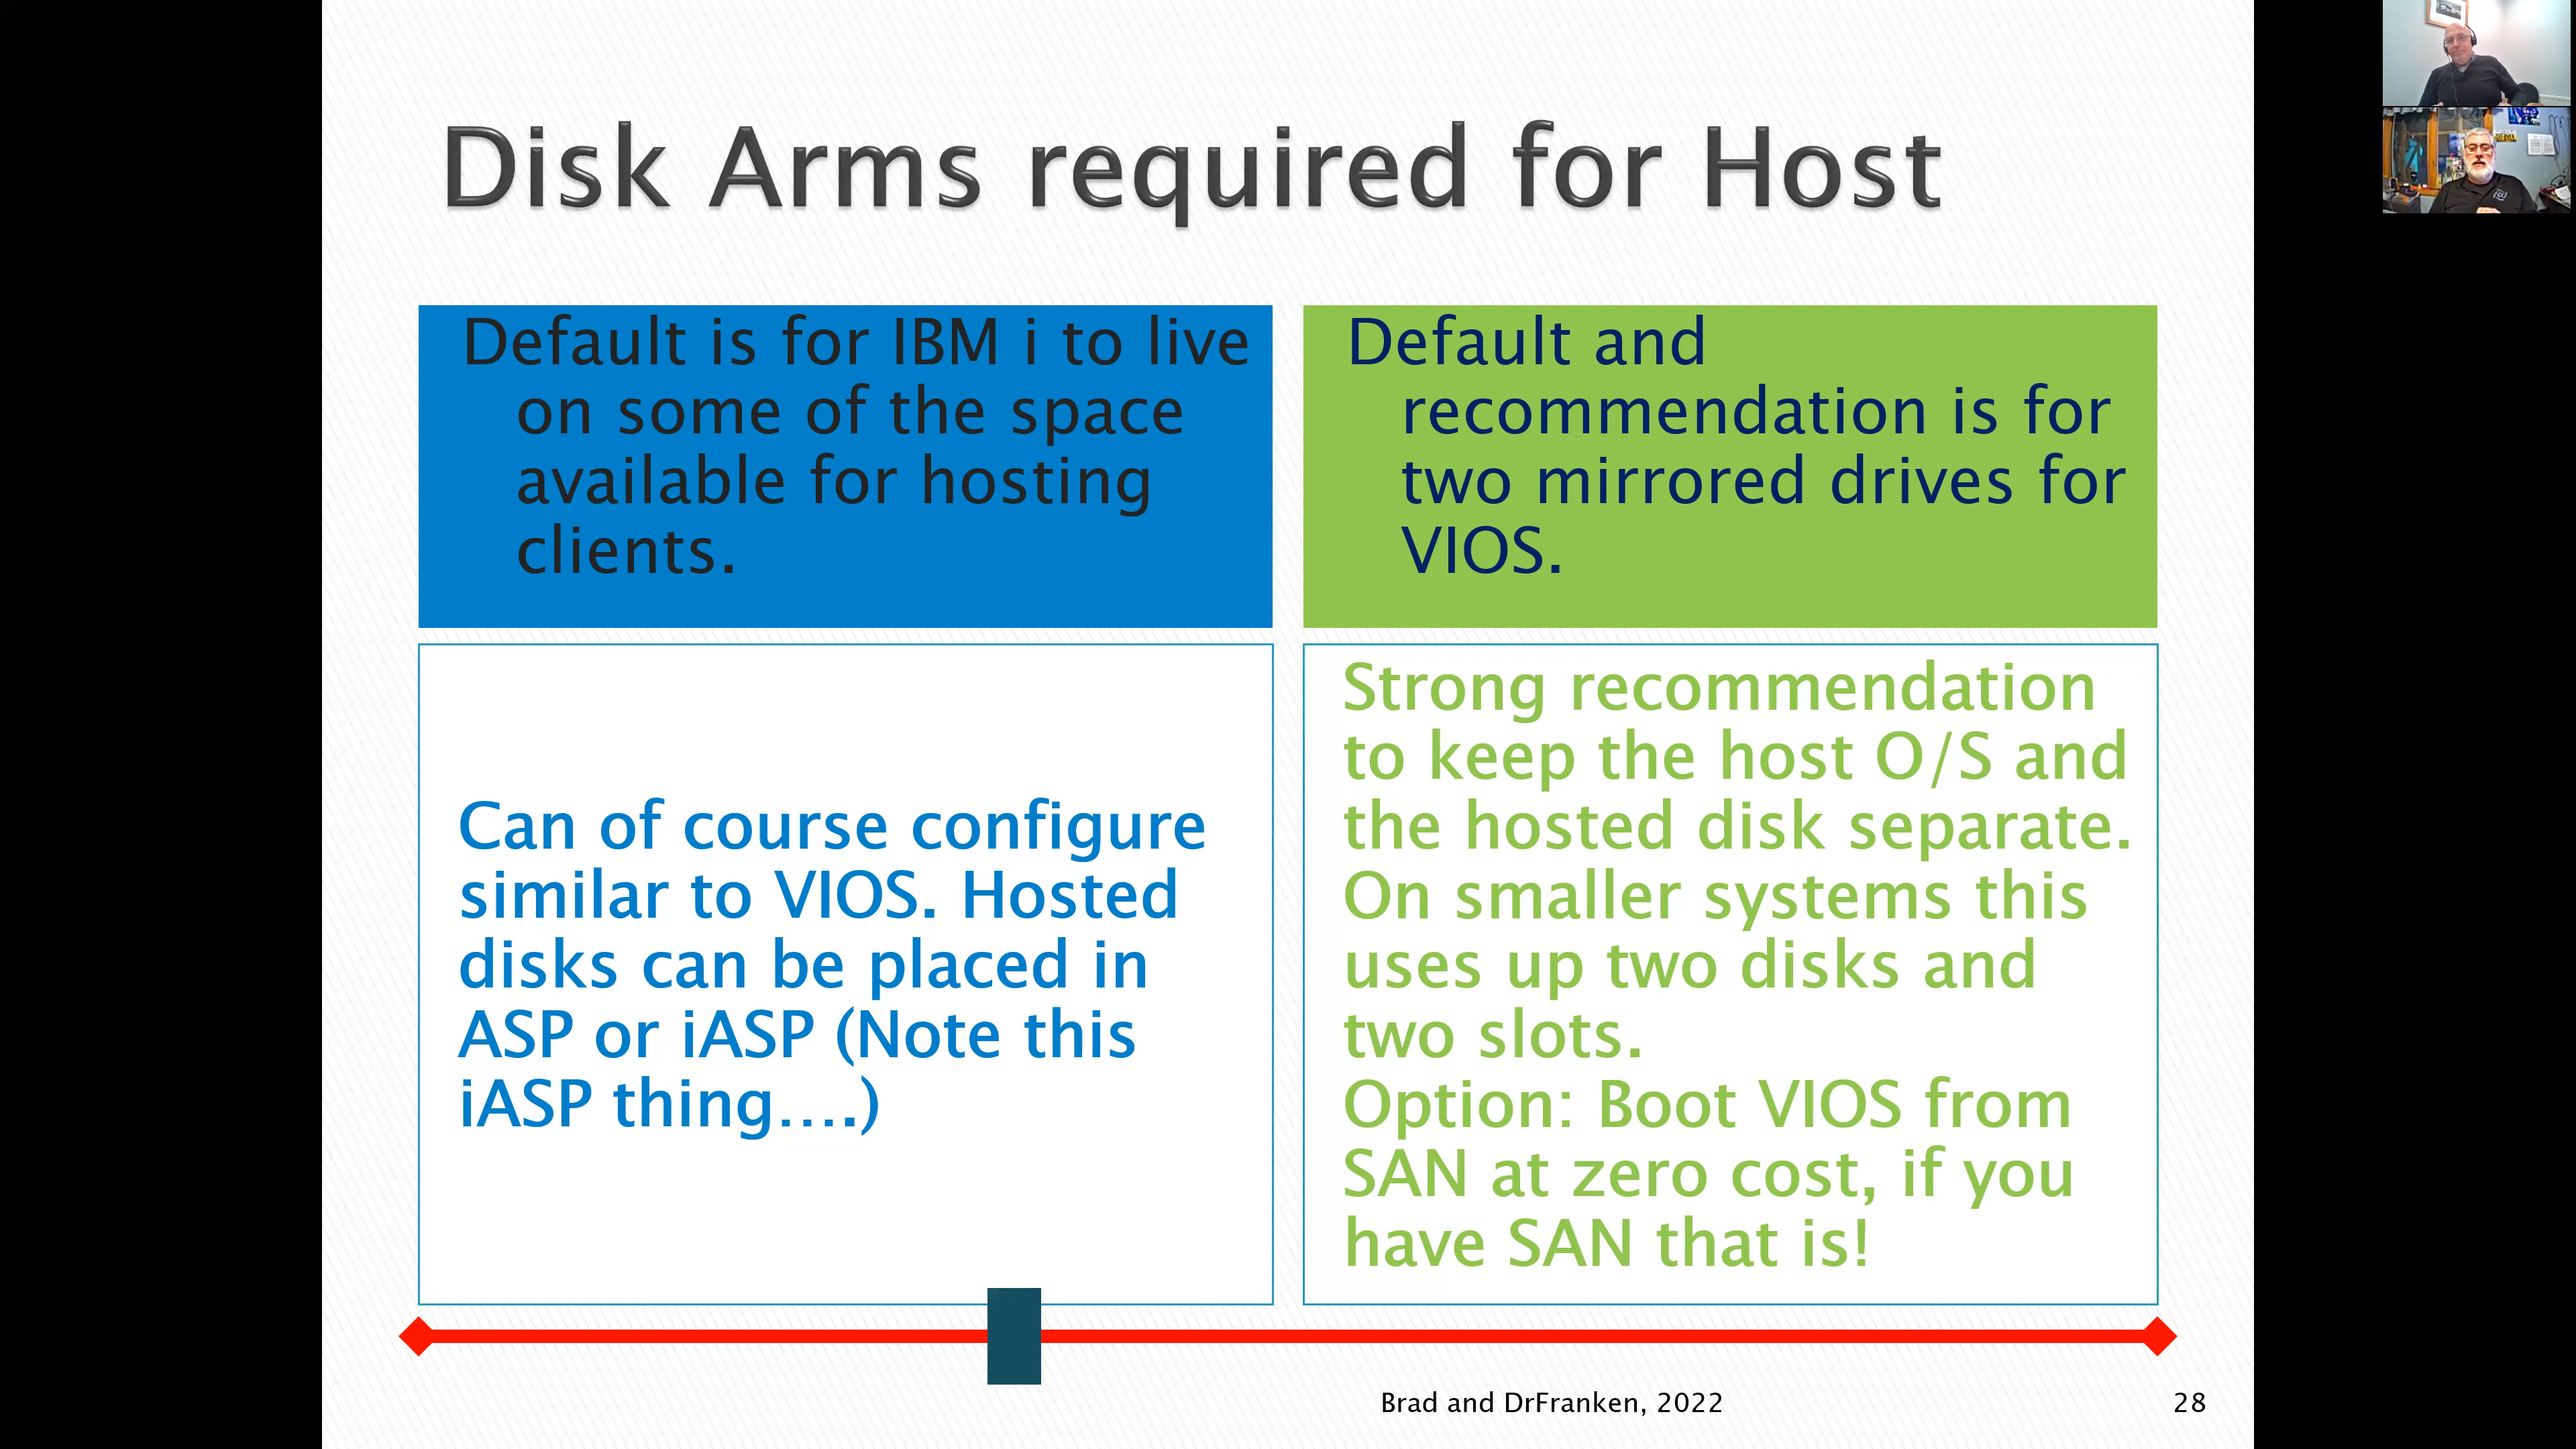 Disk Arms required for Host
Default is for IBM i to live
on some of the space
available for hosting
clients.
Can of course configure
similar to VIOS. Hosted
disks can be placed in
ASP or iASP (Note this
iASP thing….)
Default and
recommendation is for
two mirrored drives for
VIOS.
Strong recommendation
to keep the host O/S and
the hosted disk separate.
On smaller systems this
uses up two disks and
two slots.
Option: Boot VIOS from
SAN at zero cost, if you
have SAN that is!
Brad and DrFranken, 2022
28